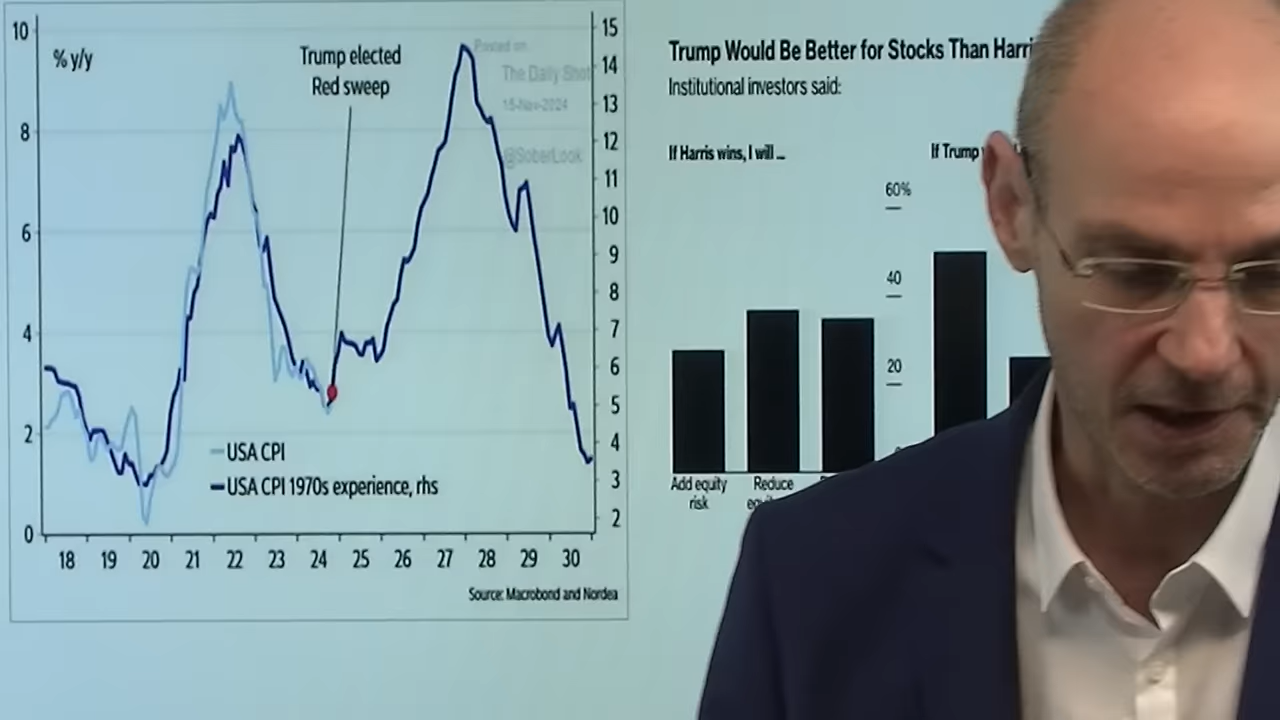 % y/y
Trump elected
Red sweep
10
8
6
4
2
0
15
14
13
12
11
10
9
8
7
6
5
4
3
2
Posted on
The Daily Shot
15-Nov-2024
@SoberLook
USA CPI
USA CPI 1970s experience, rhs
18 19 20 21 22 23 24 25 26 27 28 29 30
Source: Macrobond and Nordea
Trump Would Be Better for Stocks Than Harri
Institutional investors said:
If Harris wins, I will ...
If Trump
60%
40
20
Add equity
risk
Reduce